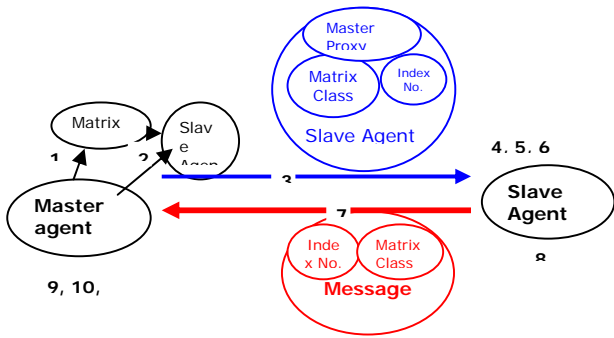 Master
Proxy
Matrix
Class
Index
No.
Slave Agent
Matrix
Slav
e
Agen
1
2
3
4, 5, 6
Master
agent
Slave
Agent
7
Inde
x No.
Matrix
Class
Message
8
9, 10,